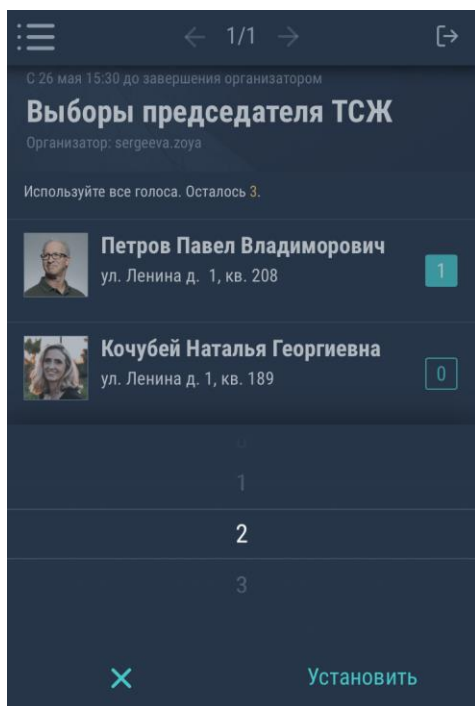 1/1
С 26 мая 15:30 до завершения организатором
Выборы председателя ТСЖ
Организатор: sergeeva.zoya
Используйте все голоса. Осталось 3.
Петров Павел Владиморович
ул. Ленина д. 1, кв. 208
1
Кочубей Наталья Георгиевна
ул. Ленина д. 1, кв. 189
0
1
2
3
Установить